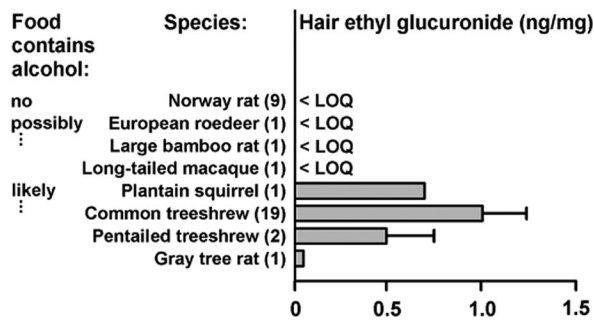 Food contains alcohol:
Species:
Hair ethyl glucuronide (ng/mg)
no
Norway rat (9)
< LOQ
possibly
European roedeer (1)
< LOQ
Large bamboo rat (1)
< LOQ
Long-tailed macaque (1)
< LOQ
likely
Plantain squirrel (1)
Common treeshrew (19)
Pentailed treeshrew (2)
Gray tree rat (1)
0
0.5
1.0
1.5